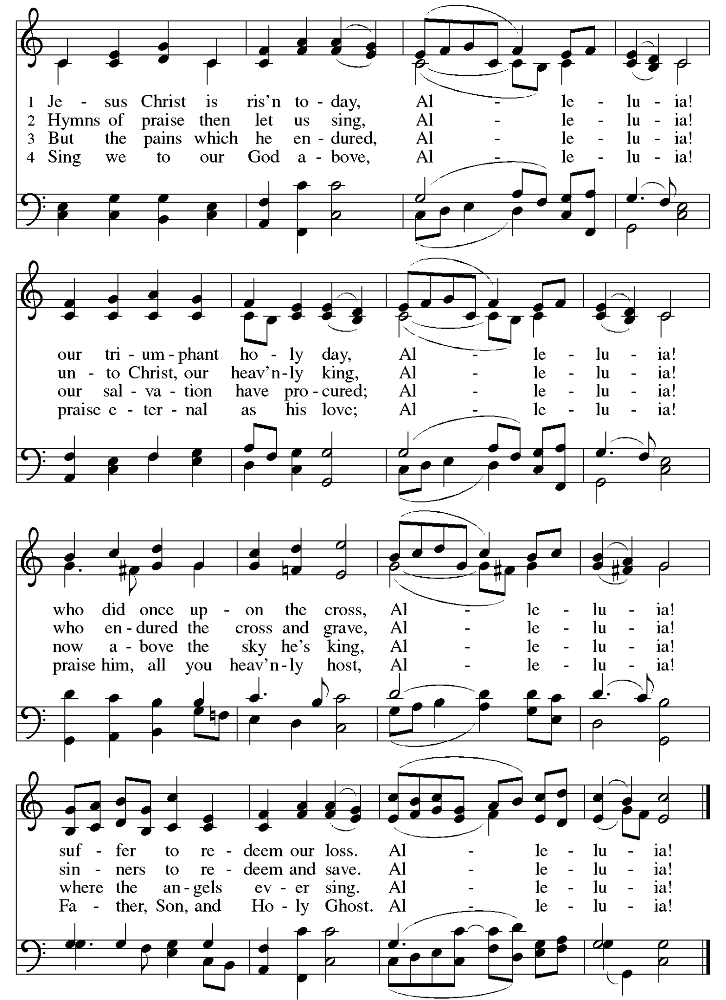 1 Je - sus Christ is ris’n to - day, Al - le - lu - ia!
2 Hymns of praise then let us sing, Al - le - lu - ia!
3 But the pains which he en - dured, Al - le - lu - ia!
4 Sing we to our God a - bove, Al - le - lu - ia!
our tri - um - phant ho - ly day, Al - le - lu - ia!
un - to Christ, our heav’n - ly king, Al - le - lu - ia!
our sal - va - tion have pro - cured; Al - le - lu - ia!
praise e - ter - nal as his love; Al - le - lu - ia!
who did once up - on the cross, Al - le - lu - ia!
who en - dured the cross and grave, Al - le - lu - ia!
now a - bove the sky he’s king, Al - le - lu - ia!
praise him, all you heav’n - ly host, Al - le - lu - ia!
suf - fer to re - deem our loss. Al - le - lu - ia!
sin - ners to re - deem and save. Al - le - lu - ia!
where the an - gels ev - er sing. Al - le - lu - ia!
Fa - ther, Son, and Ho - ly Ghost. Al - le - lu - ia!